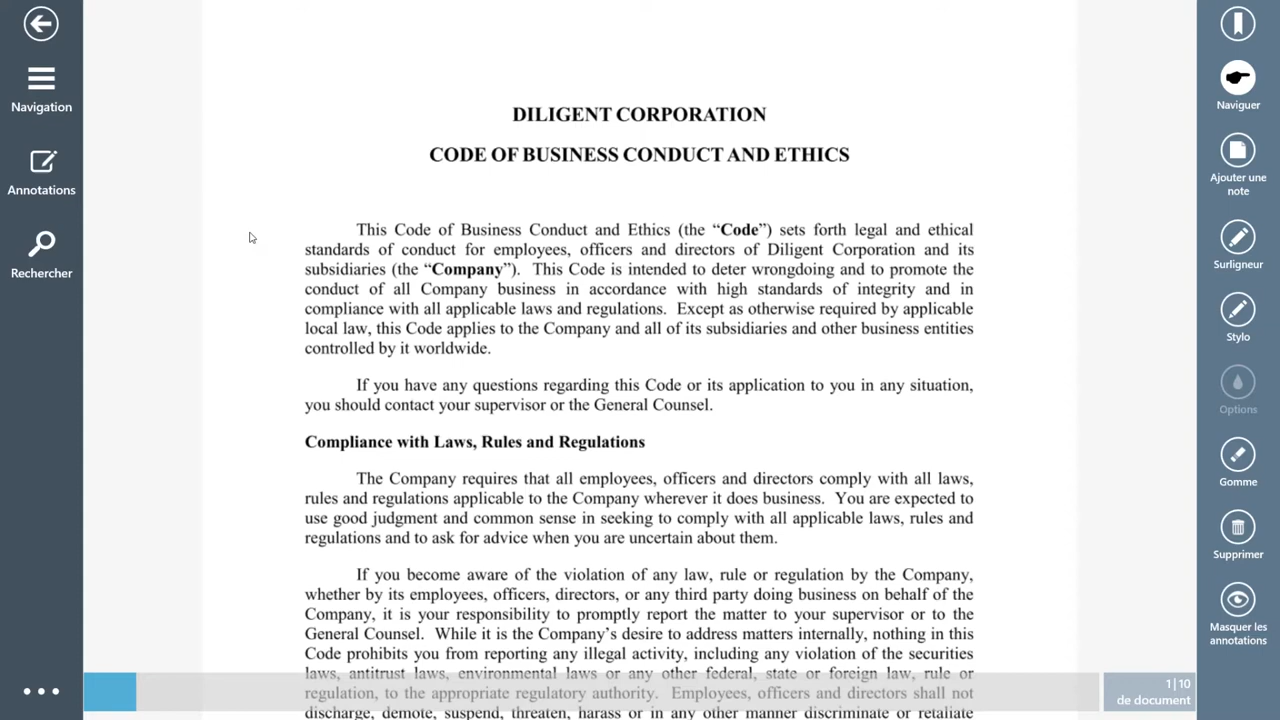 DILIGENT CORPORATION
CODE OF BUSINESS CONDUCT AND ETHICS
This Code of Business Conduct and Ethics (the “Code”) sets forth legal and ethical
standards of conduct for employees, officers and directors of Diligent Corporation and its
subsidiaries (the “Company”). This Code is intended to deter wrongdoing and to promote the
conduct of all Company business in accordance with high standards of integrity and in
compliance with all applicable laws and regulations. Except as otherwise required by applicable
local law, this Code applies to the Company and all of its subsidiaries and other business entities
controlled by it worldwide.
If you have any questions regarding this Code or its application to you in any situation,
you should contact your supervisor or the General Counsel.
Compliance with Laws, Rules and Regulations
The Company requires that all employees, officers and directors comply with all laws,
rules and regulations applicable to the Company wherever it does business. You are expected to
use good judgment and common sense in seeking to comply with all applicable laws, rules and
regulations and to ask for advice when you are uncertain about them.
If you become aware of the violation of any law, rule or regulation by the Company,
whether by its employees, officers, directors, or any third party doing business on behalf of the
Company, it is your responsibility to promptly report the matter to your supervisor or to the
General Counsel. While it is the Company’s desire to address matters internally, nothing in this
Code prohibits you from reporting any illegal activity, including any violation of the securities
laws, antitrust laws, environmental laws or any other federal, state or foreign law, rule or
regulation, to the appropriate regulatory authority. Employees, officers and directors shall not
discharge, demote, suspend, threaten, harass or in any other manner discriminate or retaliate
Navigation
Annotations
Rechercher
Naviguer
Ajouter une
note
Surligneur
Stylo
Options
Gomme
Supprimer
Masquer les
annotations
1|10
de document